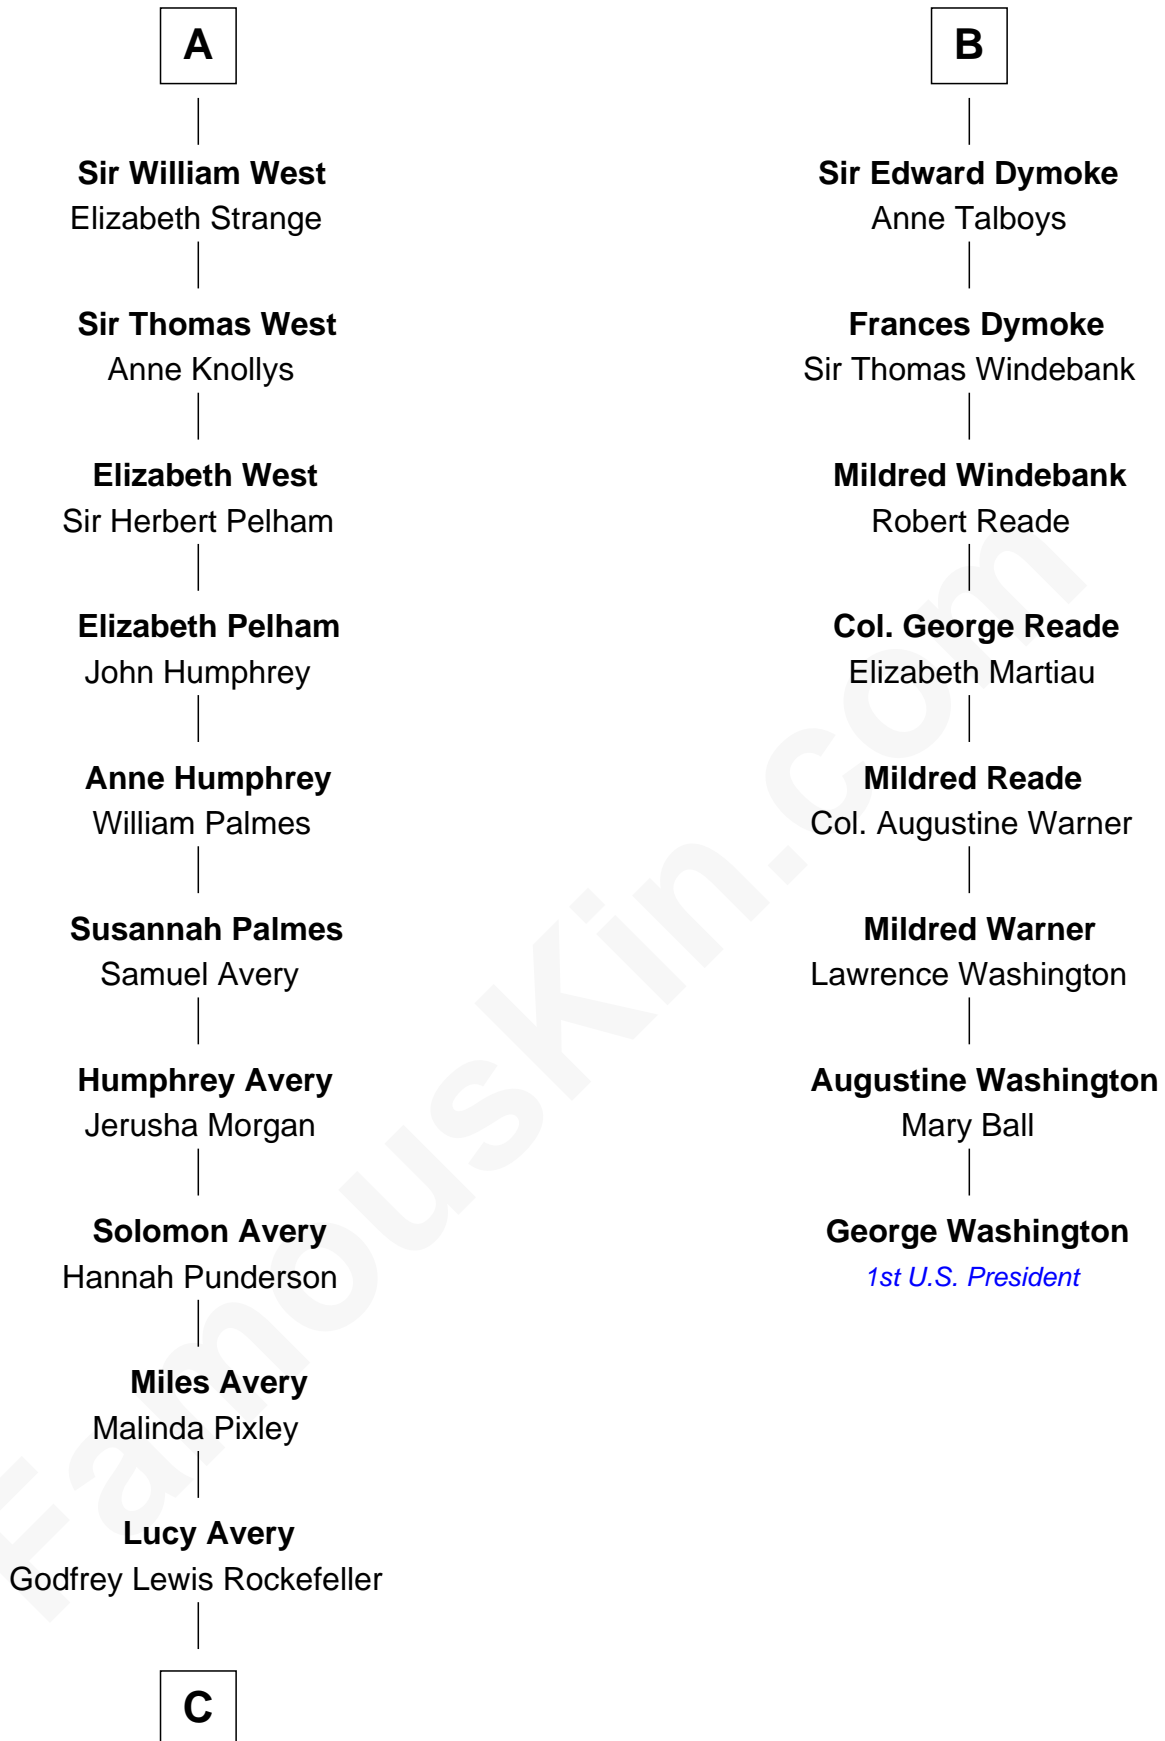 A
Sir William West
Elizabeth Strange
Sir Thomas West
Anne Knollys
Elizabeth West
Sir Herbert Pelham
Elizabeth Pelham
John Humphrey
Anne Humphrey
William Palmes
Susannah Palmes
Samuel Avery
Humphrey Avery
Jerusha Morgan
Solomon Avery
Hannah Punderson
Miles Avery
Malinda Pixley
Lucy Avery
Godfrey Lewis Rockefeller
C
B
Sir Edward Dymoke
Anne Talboys
Frances Dymoke
Sir Thomas Windebank
Mildred Windebank
Robert Reade
Col. George Reade
Elizabeth Martiau
Mildred Reade
Col. Augustine Warner
Mildred Warner
Lawrence Washington
Augustine Washington
Mary Ball
George Washington
1st U.S. President
FamousKin.com